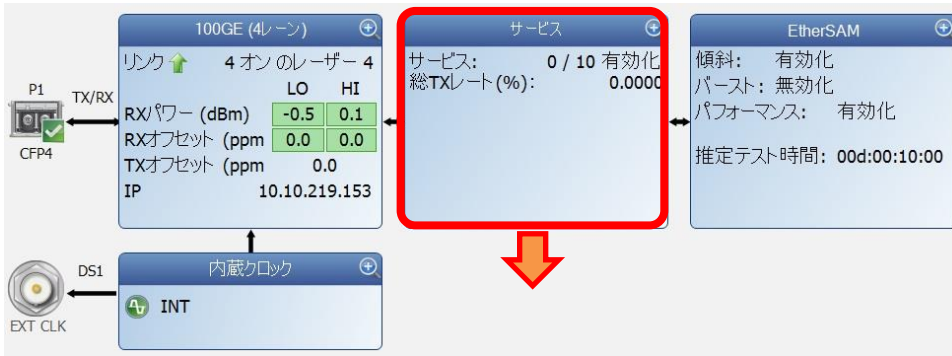 P1
TX/RX
CFP4
100GE (4レーン)
リンク 4 オン のレーザー 4
LO HI
RXパワー (dBm) -0.5 0.1
RXオフセット (ppm 0.0 0.0
TXオフセット (ppm 0.0
IP 10.10.219.153
サービス
サービス: 0 / 10 有効化
総TXレート(%): 0.0000
EtherSAM
傾斜: 有効化
バースト: 無効化
パフォーマンス: 有効化
推定テスト時間: 00d:00:10:00
DS1
EXT CLK
内蔵クロック
INT